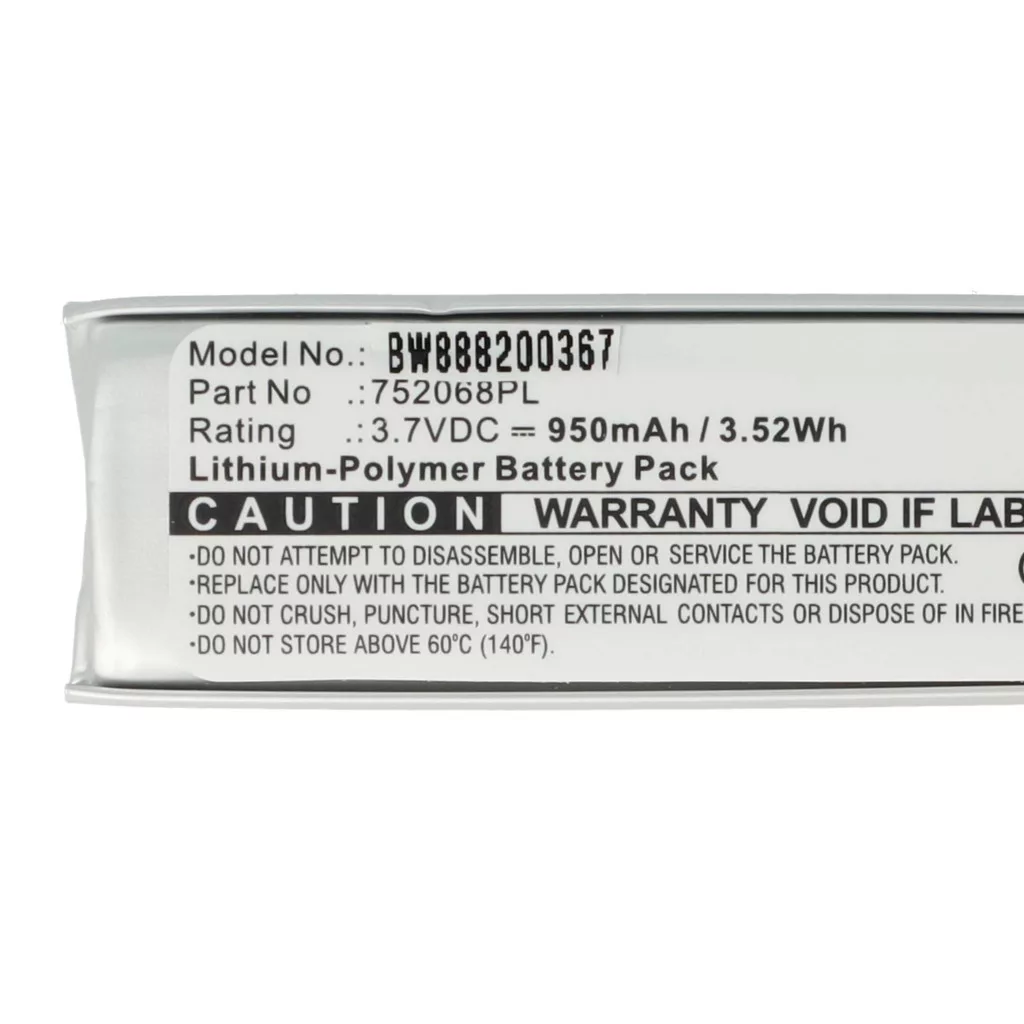 Model No.: BW888200367
Part No .:752068PL
Rating .:3.7VDC ⎓ 950mAh / 3.52Wh
Lithium-Polymer Battery Pack
CAUTION WARRANTY VOID IF LAB
•DO NOT ATTEMPT TO DISASSEMBLE, OPEN OR SERVICE THE BATTERY PACK.
•REPLACE ONLY WITH THE BATTERY PACK DESIGNATED FOR THIS PRODUCT.
•DO NOT CRUSH, PUNCTURE, SHORT EXTERNAL CONTACTS OR DISPOSE OF IN FIRE
•DO NOT STORE ABOVE 60°C (140°F).